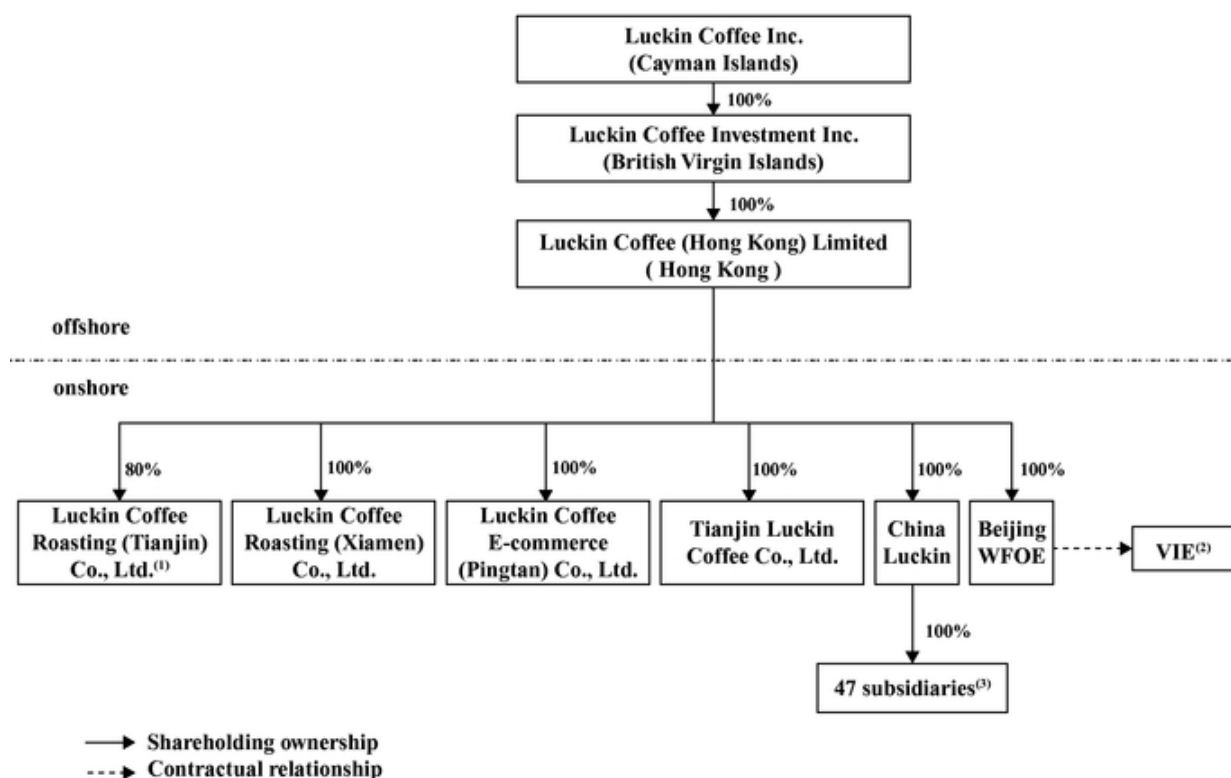 Luckin Coffee Inc.
(Cayman Islands)
100%
Luckin Coffee Investment Inc.
(British Virgin Islands)
100%
Luckin Coffee (Hong Kong) Limited
( Hong Kong )
offshore
onshore
80%
100%
100%
100%
100%
100%
Luckin Coffee
Roasting (Tianjin)
Co., Ltd.(1)
Luckin Coffee
Roasting (Xiamen)
Co., Ltd.
Luckin Coffee
E-commerce
(Pingtan) Co., Ltd.
Tianjin Luckin
Coffee Co., Ltd.
China
Luckin
Beijing
WFOE
VIE(2)
100%
47 subsidiaries(3)
Shareholding ownership
Contractual relationship